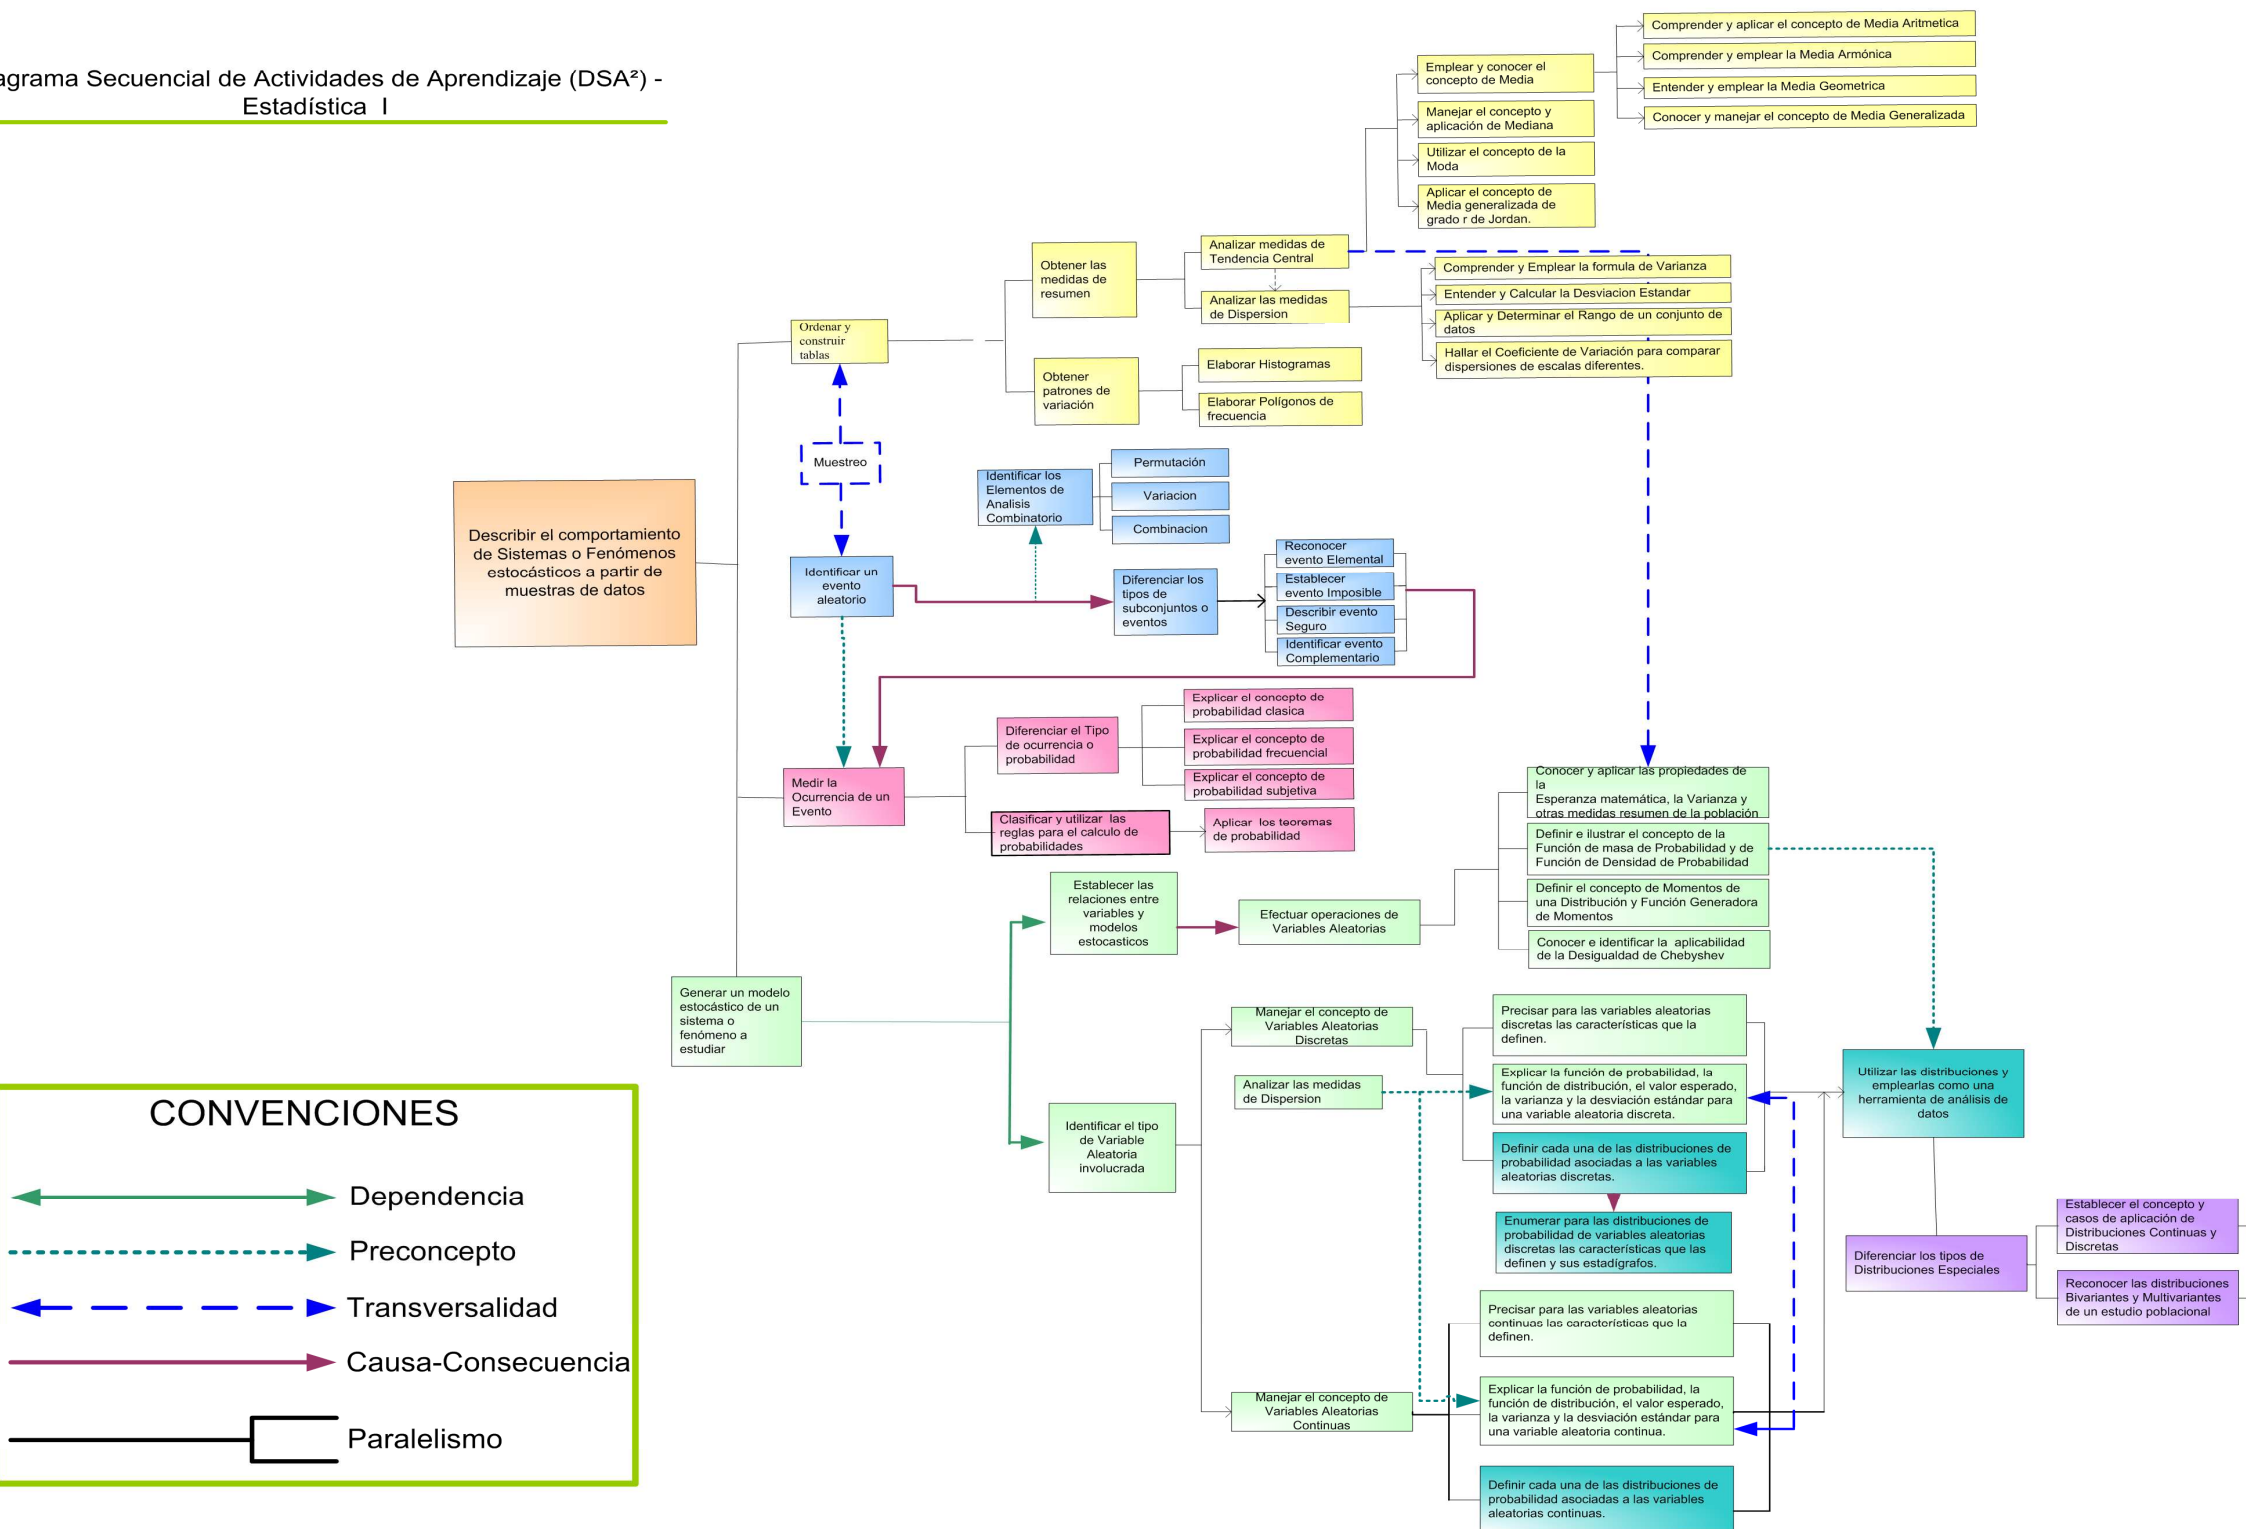 agrama Secuencial de Actividades de Aprendizaje (DSA²) -
Estadística I
Comprender y aplicar el concepto de Media Aritmetica
Comprender y emplear la Media Armónica
Entender y emplear la Media Geometrica
Conocer y manejar el concepto de Media Generalizada
Emplear y conocer el
concepto de Media
Manejar el concepto y
aplicación de Mediana
Utilizar el concepto de la
Moda
Aplicar el concepto de
Media generalizada de
grado r de Jordan.
Obtener las
medidas de
resumen
Analizar medidas de
Tendencia Central
Analizar las medidas
de Dispersion
Comprender y Emplear la formula de Varianza
Entender y Calcular la Desviacion Estandar
Aplicar y Determinar el Rango de un conjunto de
datos
Hallar el Coeficiente de Variación para comparar
dispersiones de escalas diferentes.
Ordenar y
construir
tablas
Obtener
patrones de
variación
Elaborar Histogramas
Elaborar Polígonos de
frecuencia
Muestreo
Identificar los
Elementos de
Analisis
Combinatorio
Permutación
Variacion
Combinacion
Describir el comportamiento
de Sistemas o Fenómenos
estocásticos a partir de
muestras de datos
Identificar un
evento
aleatorio
Diferenciar los
tipos de
subconjuntos o
eventos
Reconocer
evento Elemental
Establecer
evento Imposible
Describir evento
Seguro
Identificar evento
Complementario
Medir la
Ocurrencia de un
Evento
Diferenciar el Tipo
de ocurrencia o
probabilidad
Explicar el concepto de
probabilidad clasica
Explicar el concepto de
probabilidad frecuencial
Explicar el concepto de
probabilidad subjetiva
Clasificar y utilizar las
reglas para el calculo de
probabilidades
Aplicar los teoremas
de probabilidad
Conocer y aplicar las propiedades de
la
Esperanza matemática, la Varianza y
otras medidas resumen de la población
Definir e ilustrar el concepto de la
Función de masa de Probabilidad y de
Función de Densidad de Probabilidad
Definir el concepto de Momentos de
una Distribución y Función Generadora
de Momentos
Conocer e identificar la aplicabilidad
de la Desigualdad de Chebyshev
Establecer las
relaciones entre
variables y
modelos
estocasticos
Efectuar operaciones de
Variables Aleatorias
Generar un modelo
estocástico de un
sistema o
fenómeno a
estudiar
Manejar el concepto de
Variables Aleatorias
Discretas
Analizar las medidas
de Dispersion
Identificar el tipo
de Variable
Aleatoria
involucrada
Precisar para las variables aleatorias
discretas las características que la
definen.
Explicar la función de probabilidad, la
función de distribución, el valor esperado,
la varianza y la desviación estándar para
una variable aleatoria discreta.
Definir cada una de las distribuciones de
probabilidad asociadas a las variables
aleatorias discretas.
Enumerar para las distribuciones de
probabilidad de variables aleatorias
discretas las características que las
definen y sus estadígrafos.
Utilizar las distribuciones y
emplearlas como una
herramienta de análisis de
datos
Diferenciar los tipos de
Distribuciones Especiales
Establecer el concepto y
casos de aplicación de
Distribuciones Continuas y
Discretas
Reconocer las distribuciones
Bivariantes y Multivariantes
de un estudio poblacional
Precisar para las variables aleatorias
continuas las características que la
definen.
Manejar el concepto de
Variables Aleatorias
Continuas
Explicar la función de probabilidad, la
función de distribución, el valor esperado,
la varianza y la desviación estándar para
una variable aleatoria continua.
Definir cada una de las distribuciones de
probabilidad asociadas a las variables
aleatorias continuas.
CONVENCIONES
Dependencia
Preconcepto
Transversalidad
Causa-Consecuencia
Paralelismo